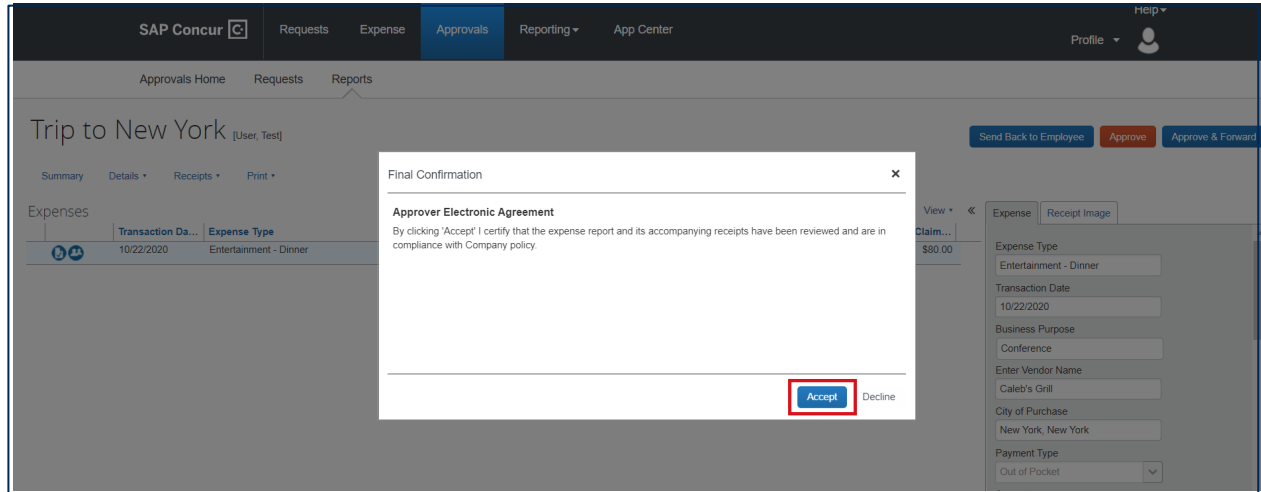 Help
SAP Concur C Requests Expense Approvals Reporting App Center
Profile
Approvals Home Requests Reports
Trip to New York [User, Test]
Send Back to Employee Approve Approve & Forward
Summary Details Receipts Print
Final Confirmation ×
Approver Electronic Agreement
By clicking 'Accept' I certify that the expense report and its accompanying receipts have been reviewed and are in
compliance with Company policy.
Accept Decline
Expenses
View «
Transaction Da... Expense Type Claim...
10/22/2020 Entertainment - Dinner $80.00
Expense Receipt Image
Expense Type
Entertainment - Dinner
Transaction Date
10/22/2020
Business Purpose
Conference
Enter Vendor Name
Caleb's Grill
City of Purchase
New York, New York
Payment Type
Out of Pocket